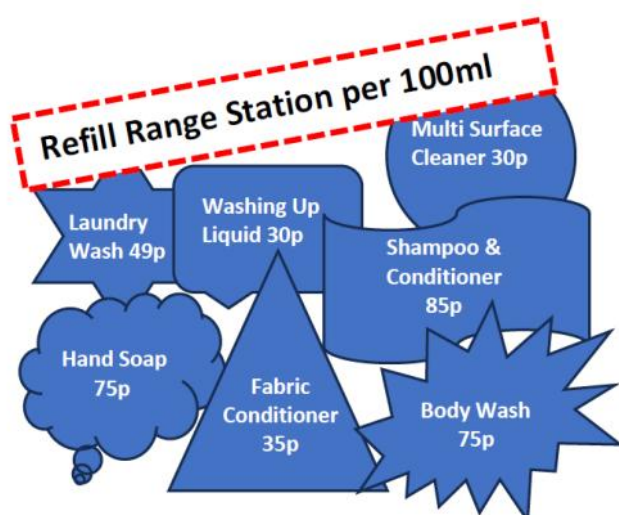 Refill Range Station per 100ml
Multi Surface
Cleaner 30p
Laundry
Wash 49p
Washing Up
Liquid 30p
Shampoo &
Conditioner
85p
Hand Soap
75p
Fabric
Conditioner
35p
Body Wash
75p